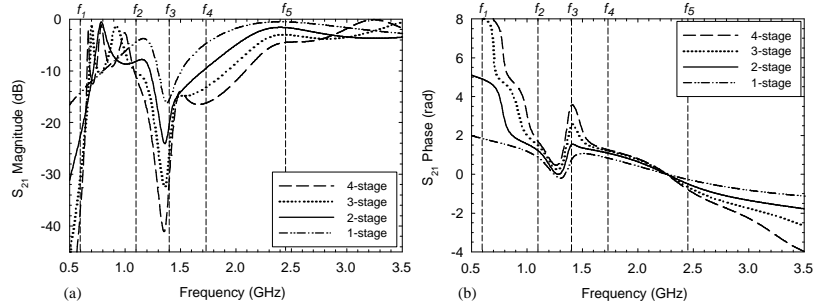 f1 f2 f3 f4 f5
0
-10
-20
-30
-40
S21 Magnitude (dB)
4-stage
3-stage
2-stage
1-stage
0.5 1.0 1.5 2.0 2.5 3.0 3.5
(a) Frequency (GHz)
f1 f2 f3 f4 f5
8
6
4
2
0
-2
-4
S21 Phase (rad)
4-stage
3-stage
2-stage
1-stage
0.5 1.0 1.5 2.0 2.5 3.0 3.5
(b) Frequency (GHz)